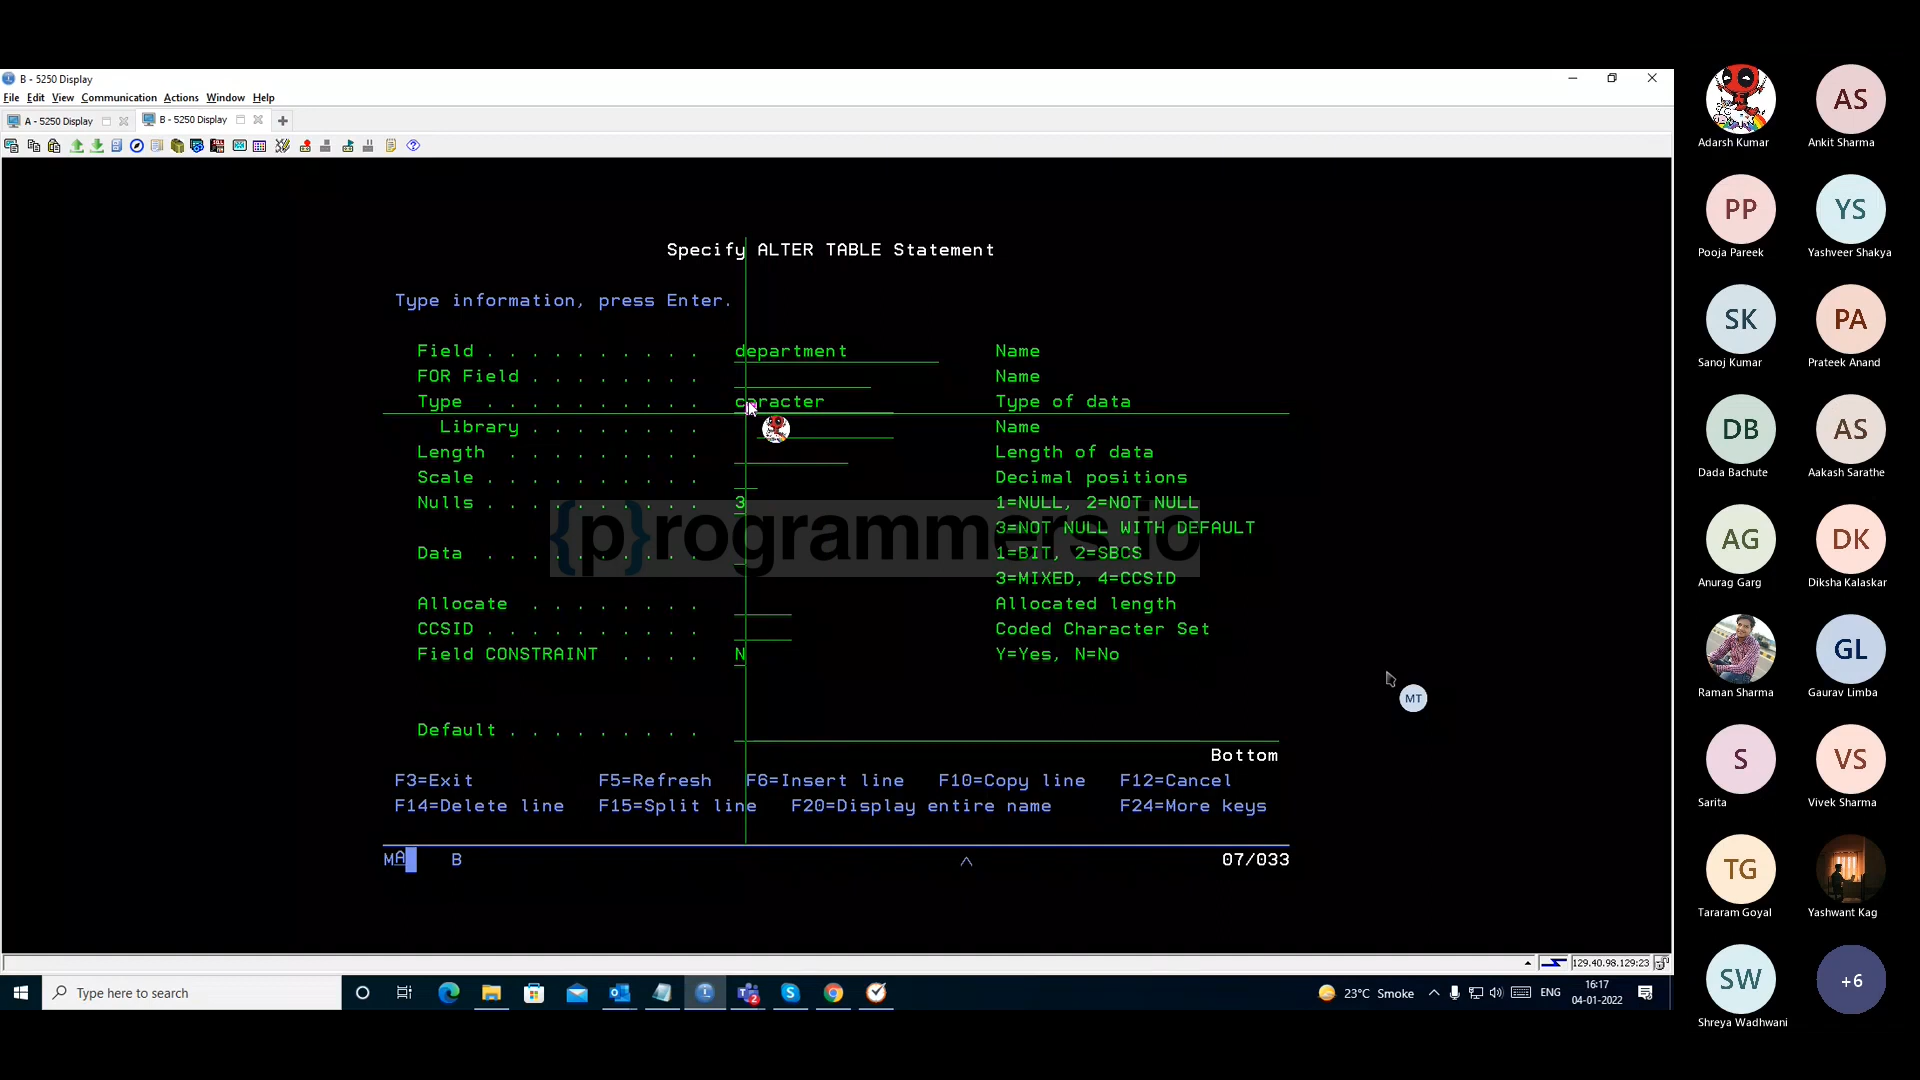 B - 5250 Display
File Edit View Communication Actions Window Help
A - 5250 Display
B - 5250 Display
Specify ALTER TABLE Statement
Type information, press Enter.
Field . . . . . . . . . . department Name
FOR Field . . . . . . . . Name
Type . . . . . . . . . . caracter Type of data
Library . . . . . . . . Name
Length . . . . . . . . . Length of data
Scale . . . . . . . . . . Decimal positions
Nulls . . . . . . . . . . 3 1=NULL, 2=NOT NULL
3=NOT NULL WITH DEFAULT
Data . . . . . . . . . . 1=BIT, 2=SBCS
3=MIXED, 4=CCSID
Allocate . . . . . . . . Allocated length
CCSID . . . . . . . . . . Coded Character Set
Field CONSTRAINT . . . . N Y=Yes, N=No
Default . . . . . . . . .
Bottom
F3=Exit F5=Refresh F6=Insert line F10=Copy line F12=Cancel
F14=Delete line F15=Split line F20=Display entire name F24=More keys
MA B 07/033
{p}rogrammers.io
MT
129.40.98.129:23
Type here to search
2
23°C Smoke
ENG
16:17
04-01-2022
Adarsh Kumar
AS
Ankit Sharma
PP
Pooja Pareek
YS
Yashveer Shakya
SK
Sanoj Kumar
PA
Prateek Anand
DB
Dada Bachute
AS
Aakash Sarathe
AG
Anurag Garg
DK
Diksha Kalaskar
Raman Sharma
GL
Gaurav Limba
S
Sarita
VS
Vivek Sharma
TG
Tararam Goyal
Yashwant Kag
SW
Shreya Wadhwani
+6